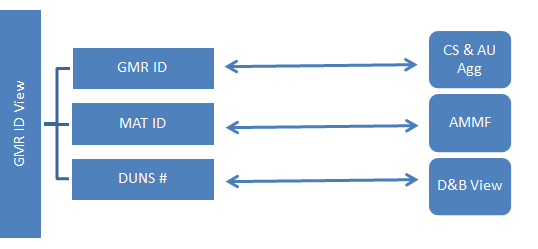 GMR ID View
GMR ID
MAT ID
DUNS #
CS & AU
Agg
AMMF
D&B View